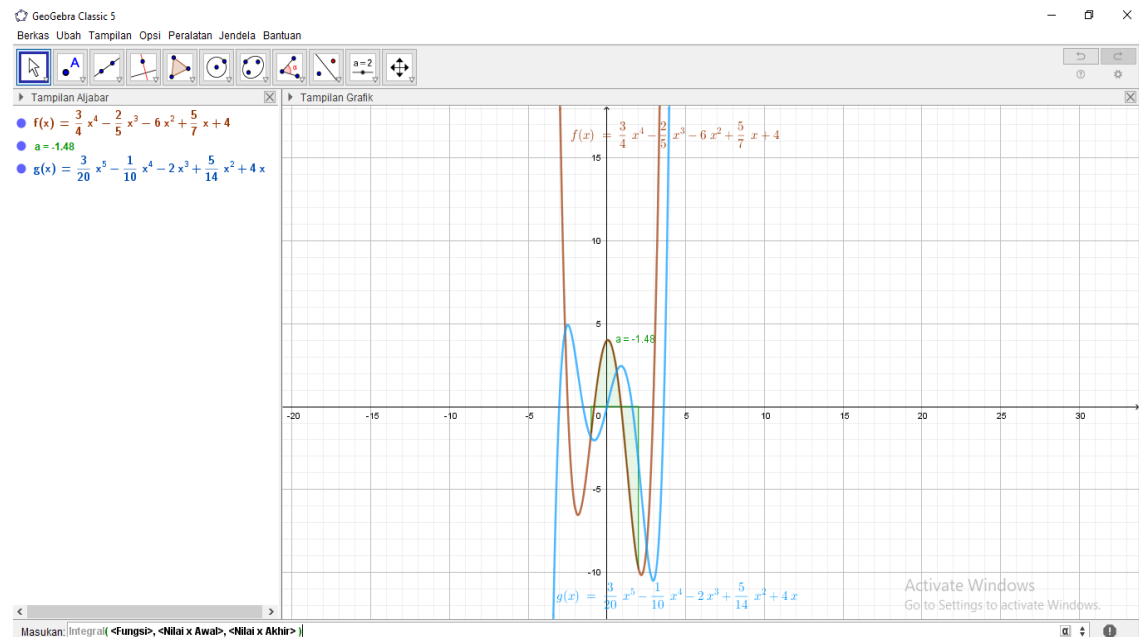 GeoGebra Classic 5
Berkas Ubah Tampilan Opsi Peralatan Jendela Bantuan
A a=2
Tampilan Aljabar
Tampilan Grafik
f(x) = 3/4 x⁴ − 2/5 x³ − 6 x² + 5/7 x + 4
a = -1.48
g(x) = 3/20 x⁵ − 1/10 x⁴ − 2 x³ + 5/14 x² + 4 x
f(x) = 3/4 x⁴ − 2/5 x³ − 6 x² + 5/7 x + 4
15
10
5
a = -1.48
-20 -15 -10 -5 0 5 10 15 20 25 30
-5
-10
g(x) = 3/20 x⁵ − 1/10 x⁴ − 2 x³ + 5/14 x² + 4 x
Activate Windows
Go to Settings to activate Windows.
Masukan: Integral( <Fungsi>, <Nilai x Awal>, <Nilai x Akhir> ) α